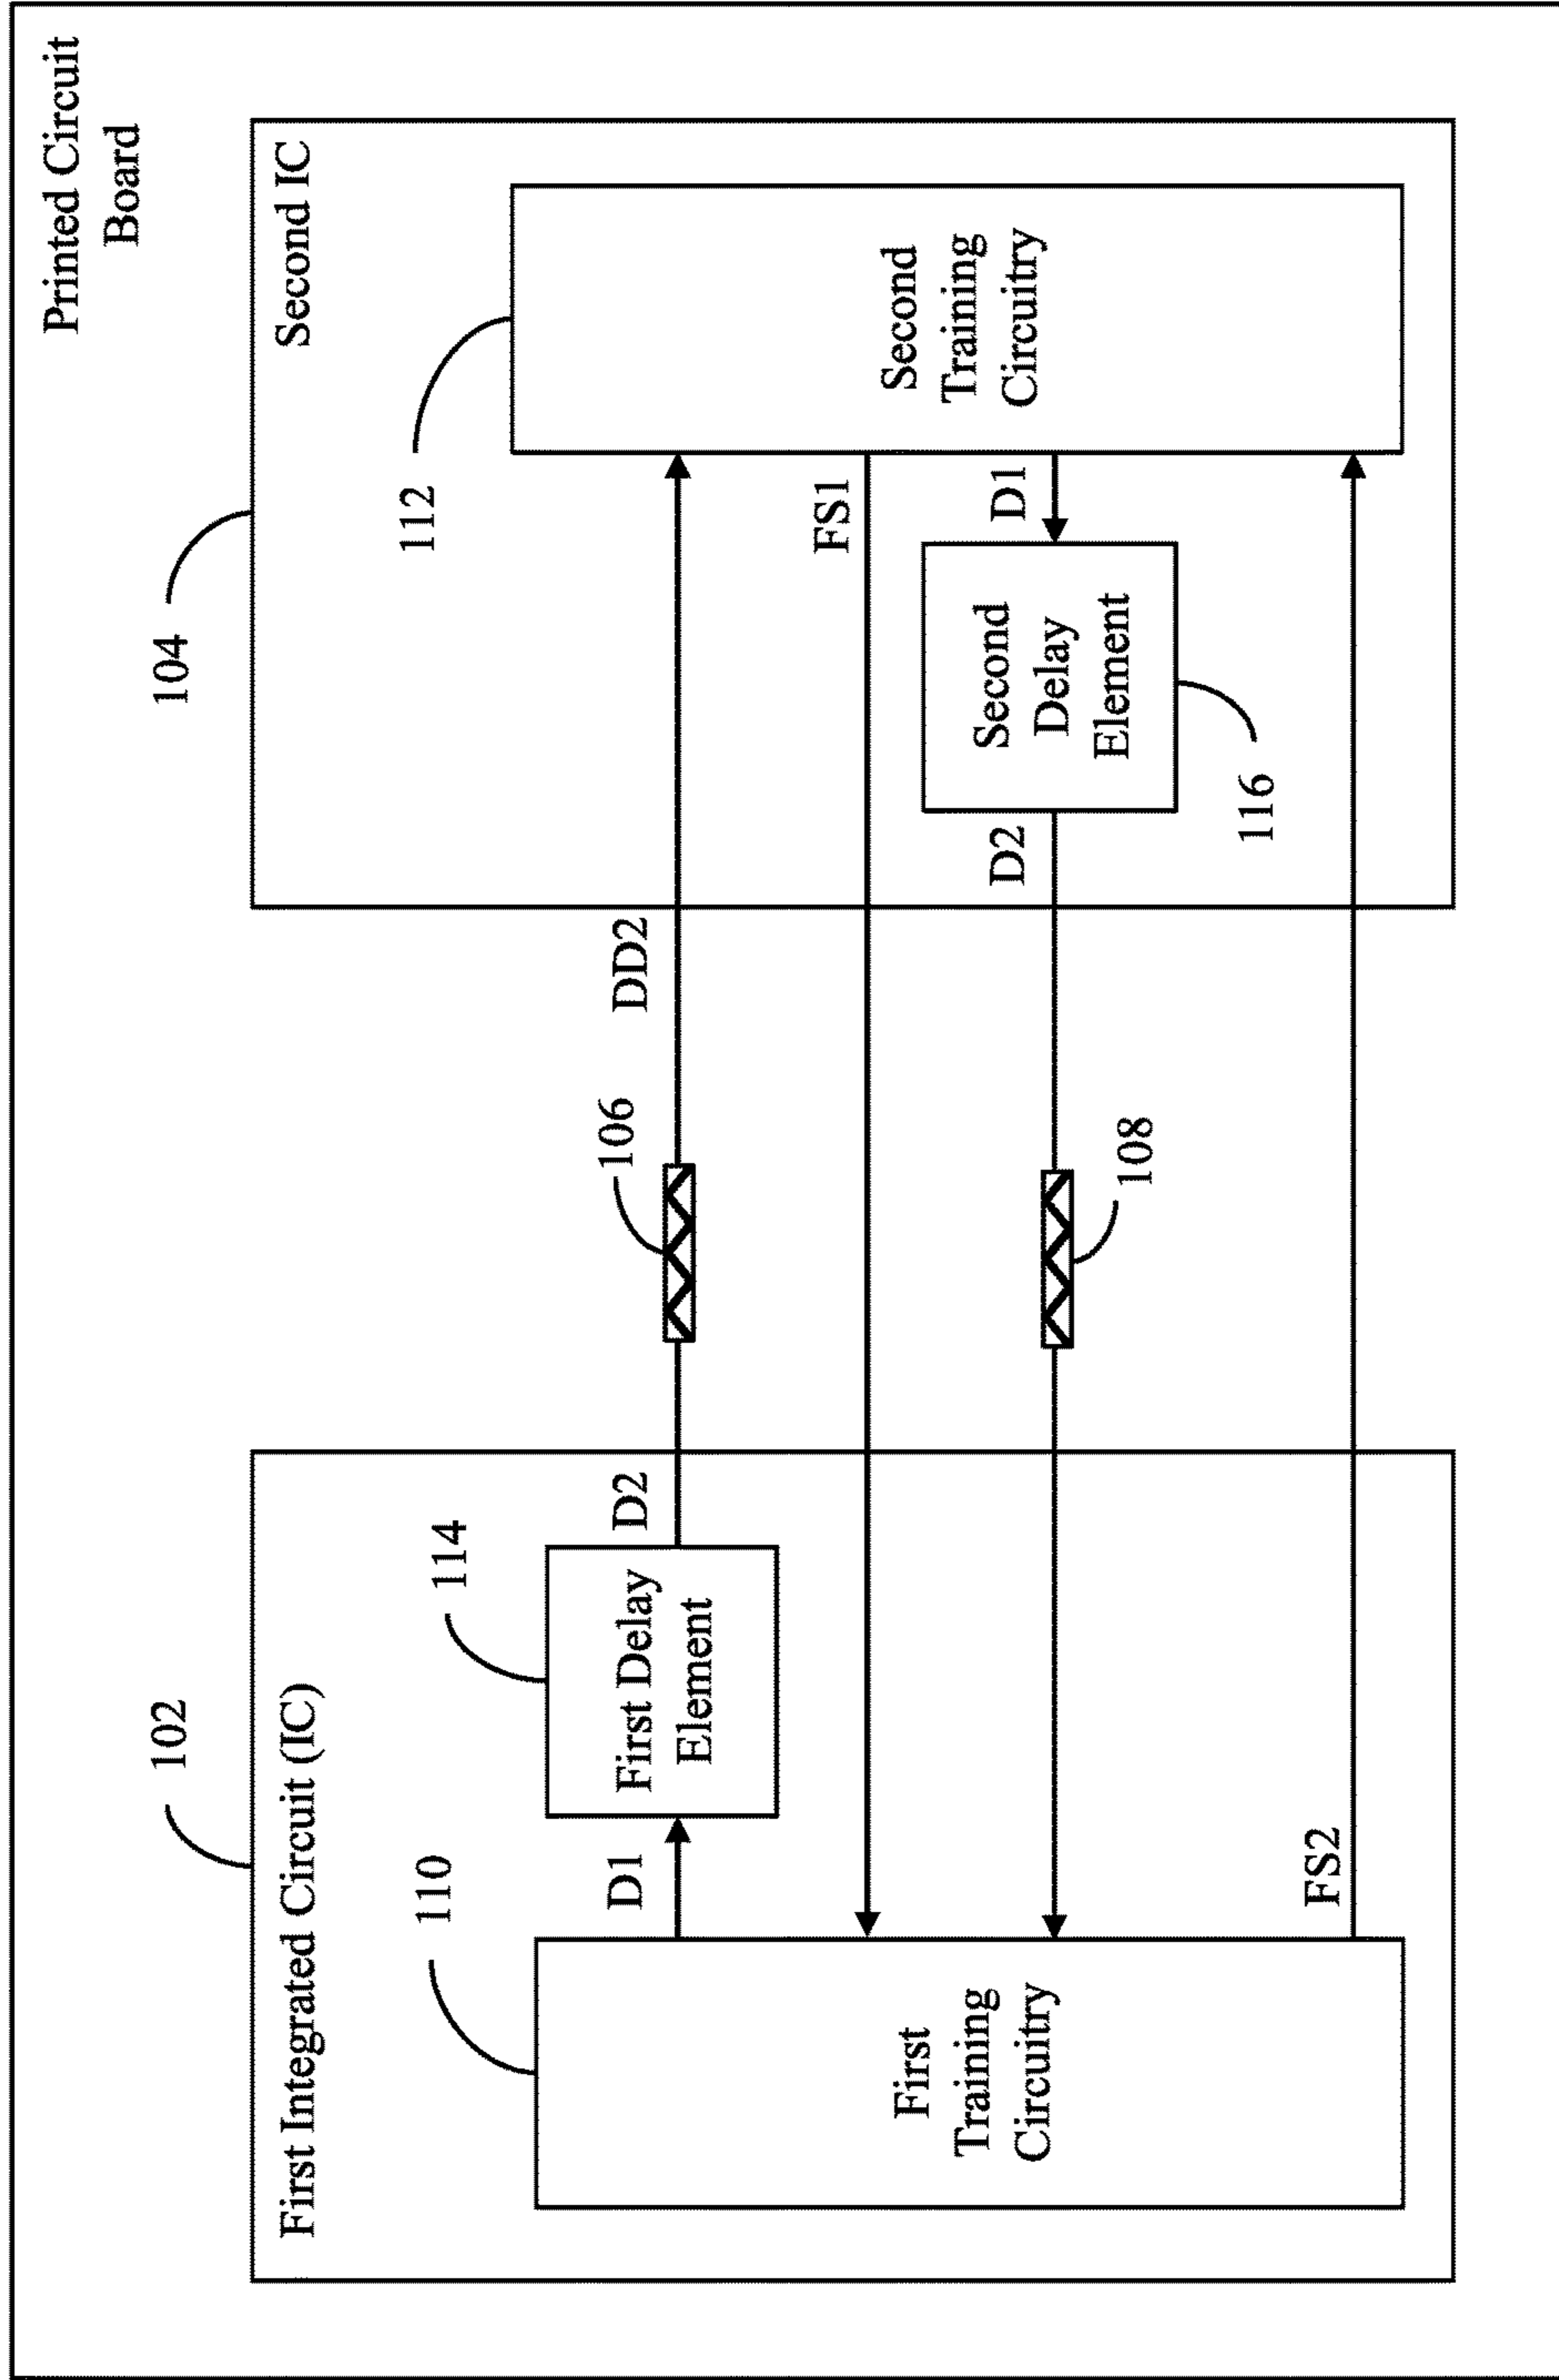 Printed Circuit
Board
102
104
First Integrated Circuit (IC)
Second IC
110
114
112
First Delay
Element
D1
D2
106
DD2
FS1
First
Training
Circuitry
Second
Training
Circuitry
D2
Second
Delay
Element
D1
108
116
FS2